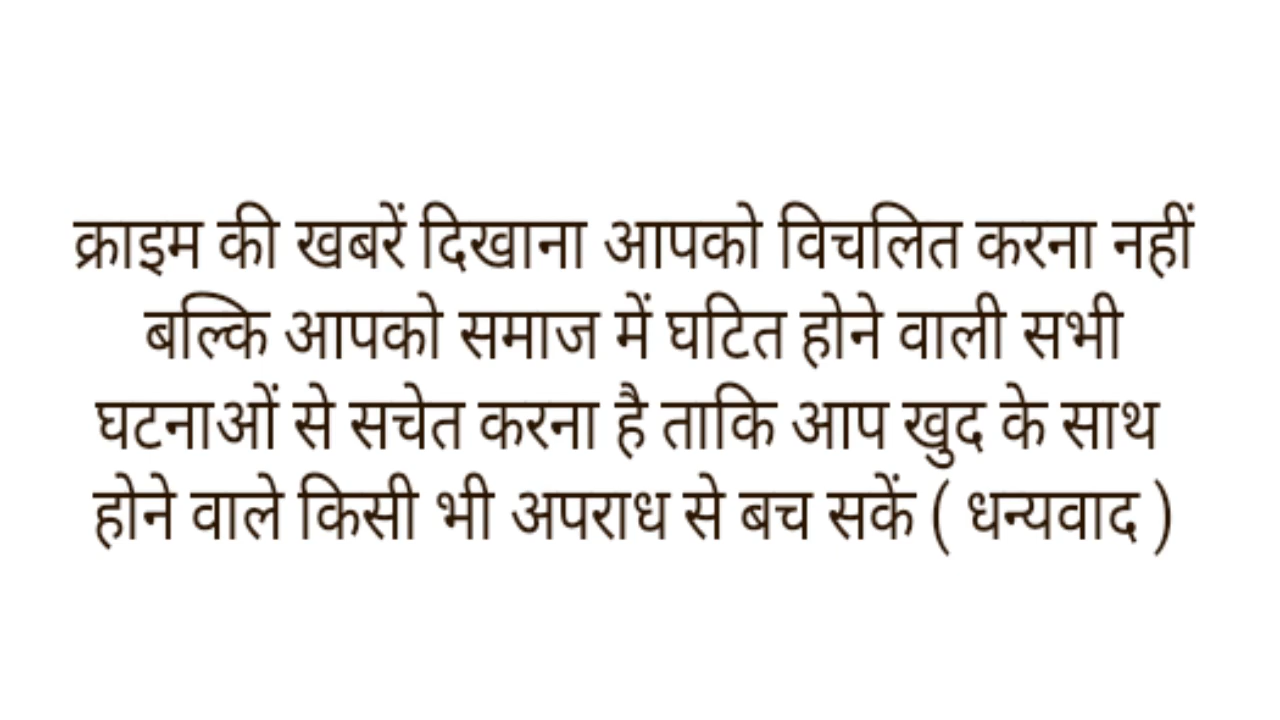 क्राइम की खबरें दिखाना आपको विचलित करना नहीं
बल्कि आपको समाज में घटित होने वाली सभी
घटनाओं से सचेत करना है ताकि आप खुद के साथ
होने वाले किसी भी अपराध से बच सकें ( धन्यवाद )